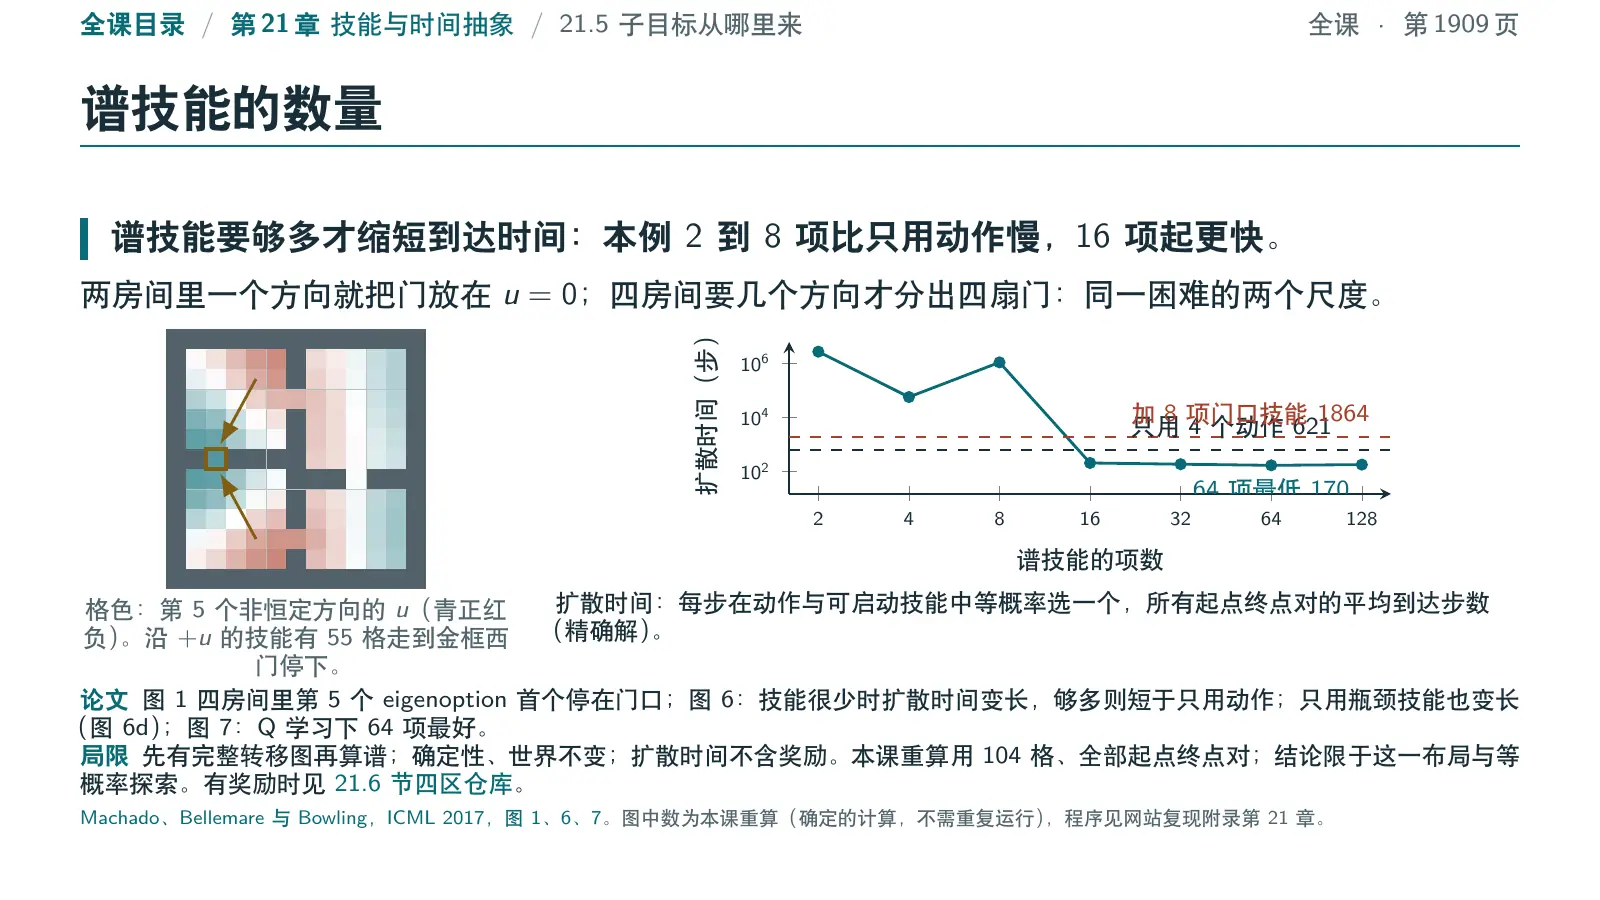 全课目录 / 第 21 章 技能与时间抽象 / 21.5 子目标从哪里来
全课 · 第 1909 页
谱技能的数量
谱技能要够多才缩短到达时间：本例 2 到 8 项比只用动作慢，16 项起更快。
两房间里一个方向就把门放在 u = 0；四房间要几个方向才分出四扇门：同一困难的两个尺度。
扩散时间（步）
10⁶
10⁴
10²
加 8 项门口技能 1864
只用 4 个动作 621
64 项最低 170
2 4 8 16 32 64 128
谱技能的项数
格色：第 5 个非恒定方向的 u（青正红
负）。沿 +u 的技能有 55 格走到金框西
门停下。
扩散时间：每步在动作与可启动技能中等概率选一个，所有起点终点对的平均到达步数
（精确解）。
论文 图 1 四房间里第 5 个 eigenoption 首个停在门口；图 6：技能很少时扩散时间变长，够多则短于只用动作；只用瓶颈技能也变长
（图 6d）；图 7：Q 学习下 64 项最好。
局限 先有完整转移图再算谱；确定性、世界不变；扩散时间不含奖励。本课重算用 104 格、全部起点终点对；结论限于这一布局与等
概率探索。有奖励时见 21.6 节四区仓库。
Machado、Bellemare 与 Bowling，ICML 2017，图 1、6、7。图中数为本课重算（确定的计算，不需重复运行），程序见网站复现附录第 21 章。